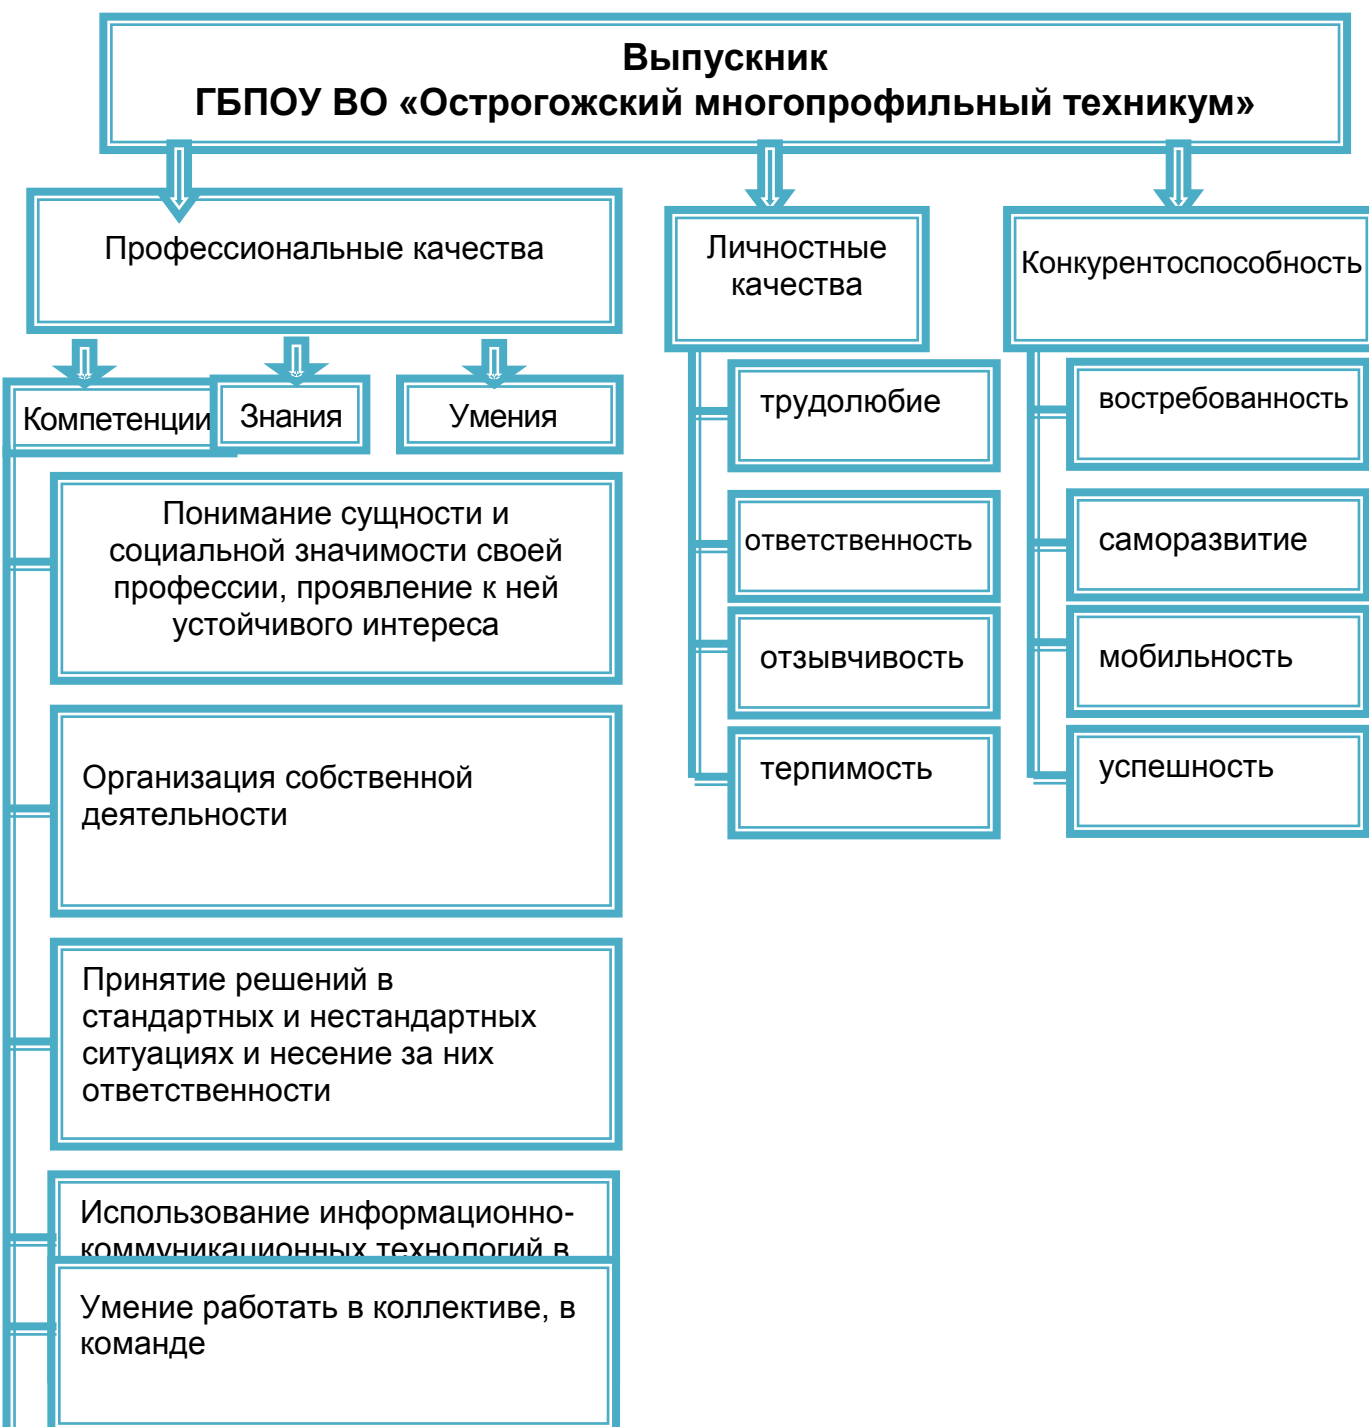 Выпускник
ГБПОУ ВО «Острогожский многопрофильный техникум»
Профессиональные качества
Личностные
качества
Конкурентоспособность
Компетенции
Знания
Умения
трудолюбие
ответственность
отзывчивость
терпимость
востребованность
саморазвитие
мобильность
успешность
Понимание сущности и
социальной значимости своей
профессии, проявление к ней
устойчивого интереса
Организация собственной
деятельности
Принятие решений в
стандартных и нестандартных
ситуациях и несение за них
ответственности
Использование информационно-
коммуникационных технологий в
Умение работать в коллективе, в
команде